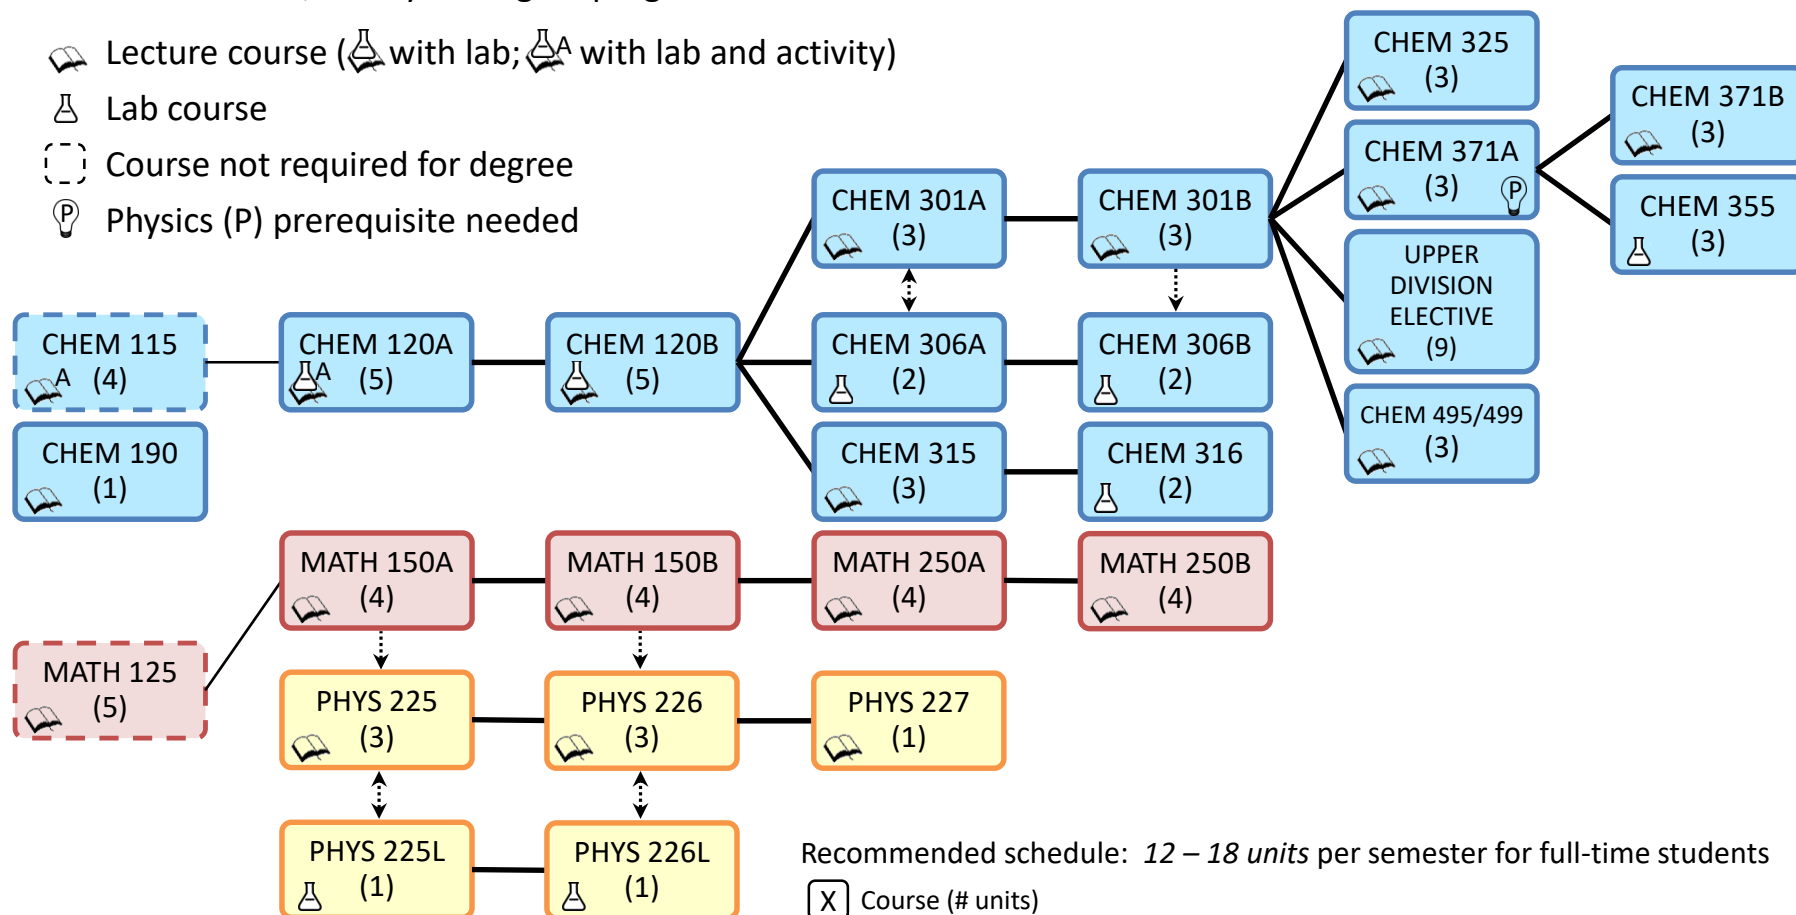 Lecture course (with lab; A with lab and activity)
Lab course
Course not required for degree
P Physics (P) prerequisite needed
CHEM 325
(3)
CHEM 371B
(3)
CHEM 371A
(3) P
CHEM 301A
(3)
CHEM 301B
(3)
CHEM 355
(3)
UPPER
DIVISION
ELECTIVE
(9)
CHEM 115
A (4)
CHEM 120A
A (5)
CHEM 120B
(5)
CHEM 306A
(2)
CHEM 306B
(2)
CHEM 495/499
(3)
CHEM 190
(1)
CHEM 315
(3)
CHEM 316
(2)
MATH 150A
(4)
MATH 150B
(4)
MATH 250A
(4)
MATH 250B
(4)
MATH 125
(5)
PHYS 225
(3)
PHYS 226
(3)
PHYS 227
(1)
PHYS 225L
(1)
PHYS 226L
(1)
Recommended schedule: 12 – 18 units per semester for full-time students
X Course (# units)